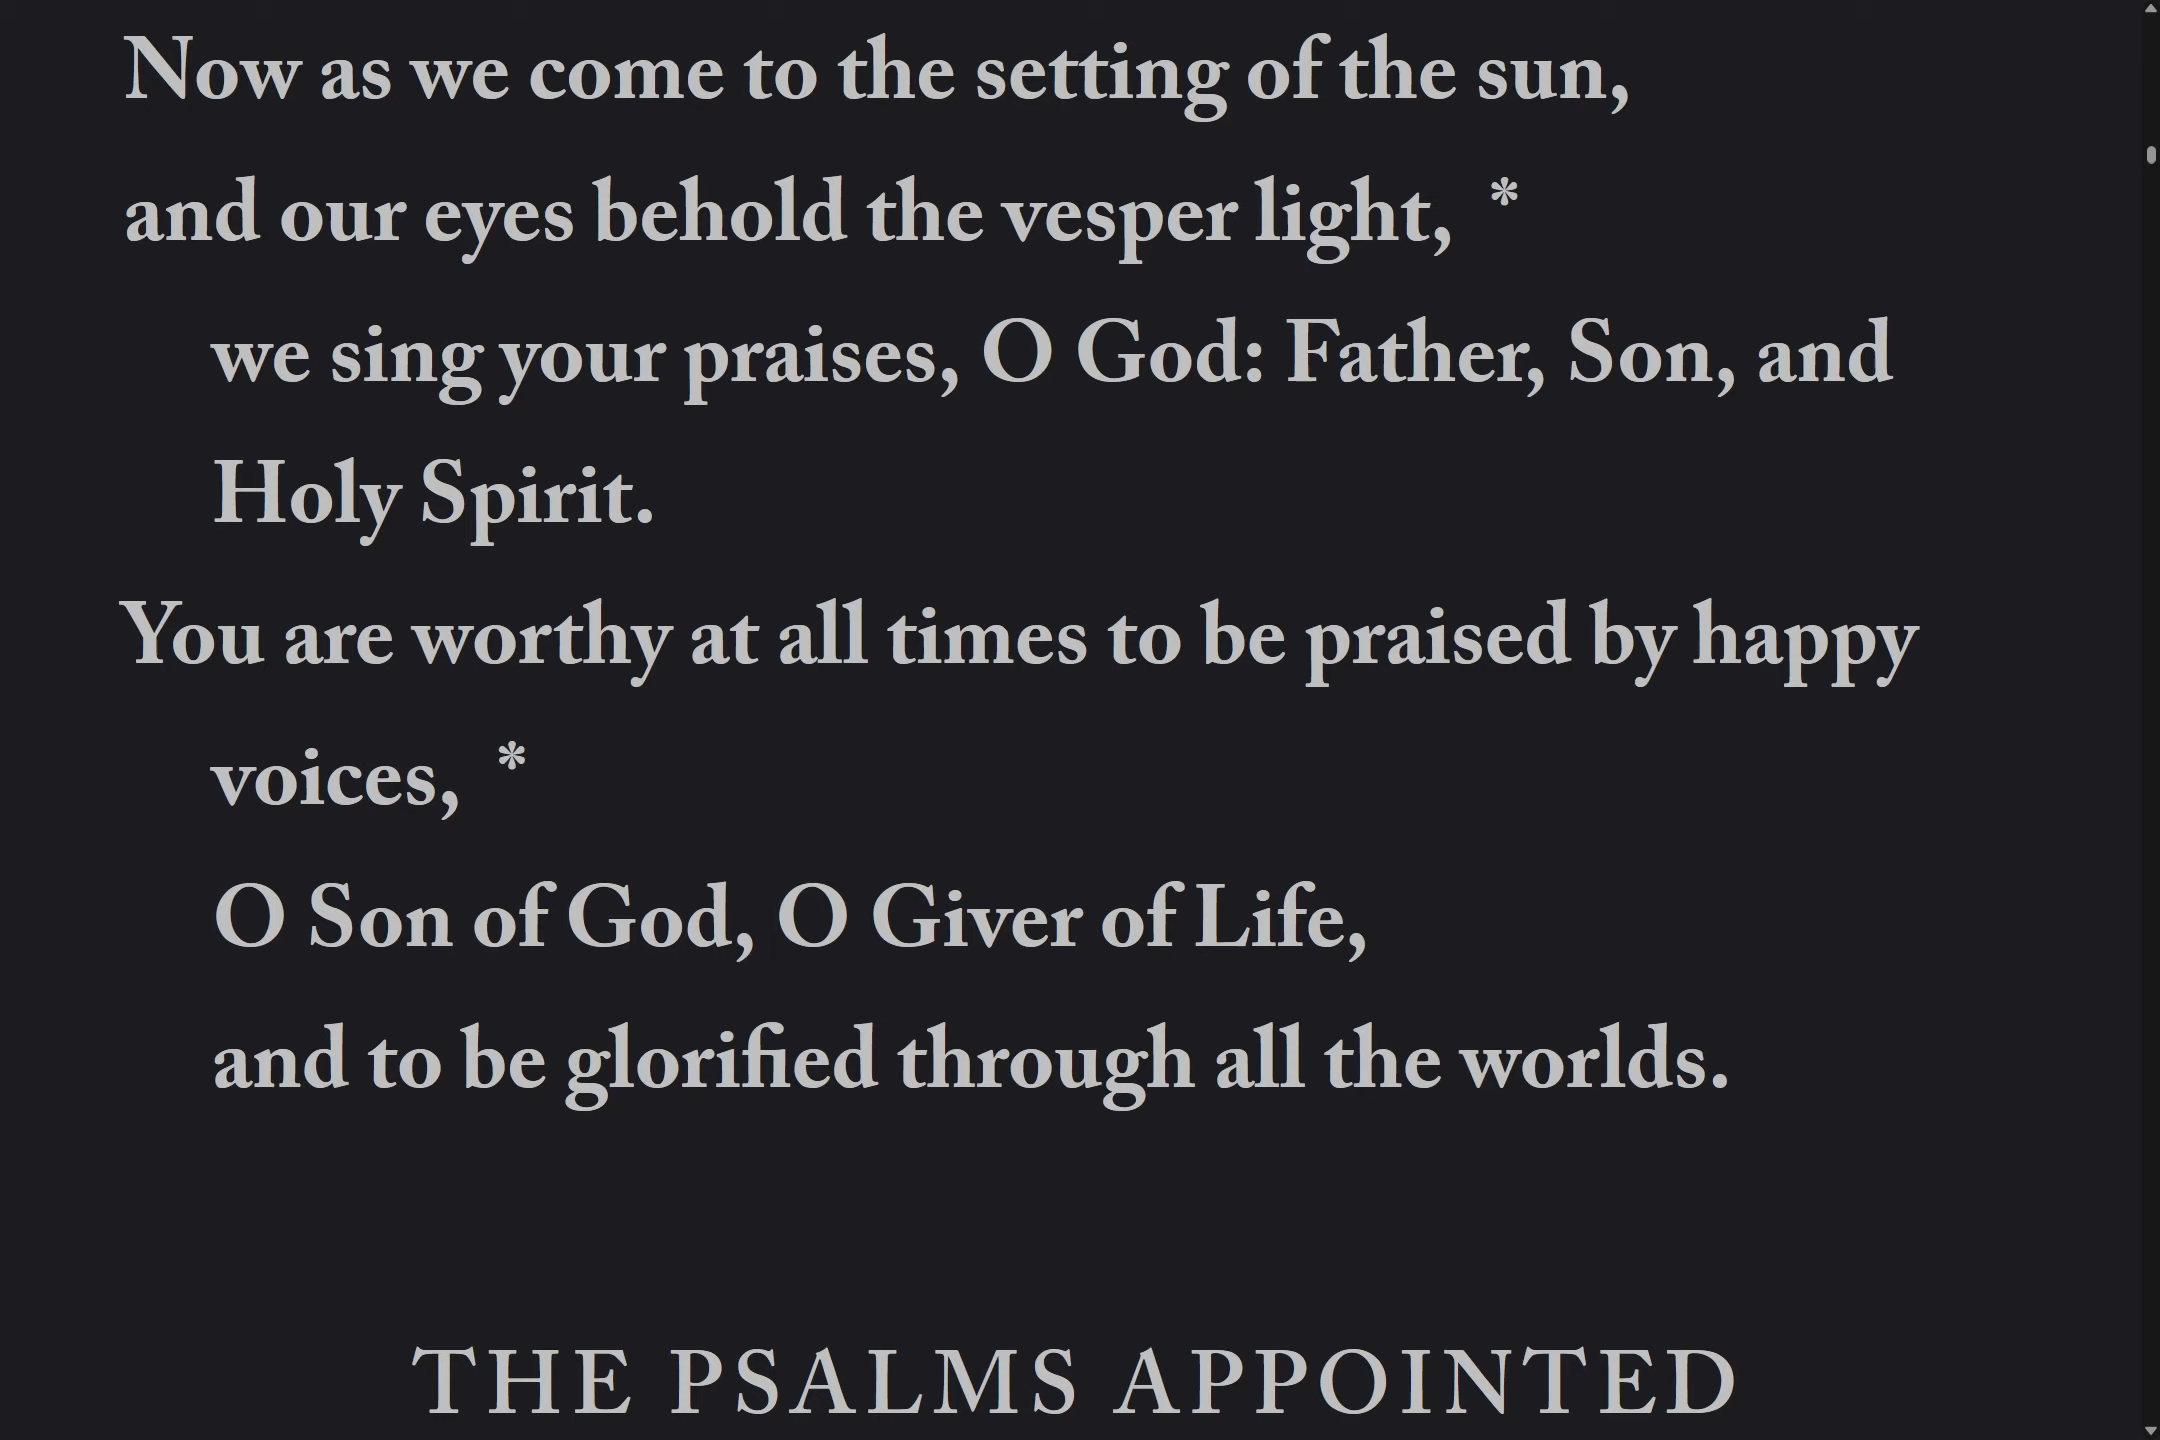 Now as we come to the setting of the sun,
and our eyes behold the vesper light, *
we sing your praises, O God: Father, Son, and
Holy Spirit.
You are worthy at all times to be praised by happy
voices, *
O Son of God, O Giver of Life,
and to be glorified through all the worlds.
THE PSALMS APPOINTED